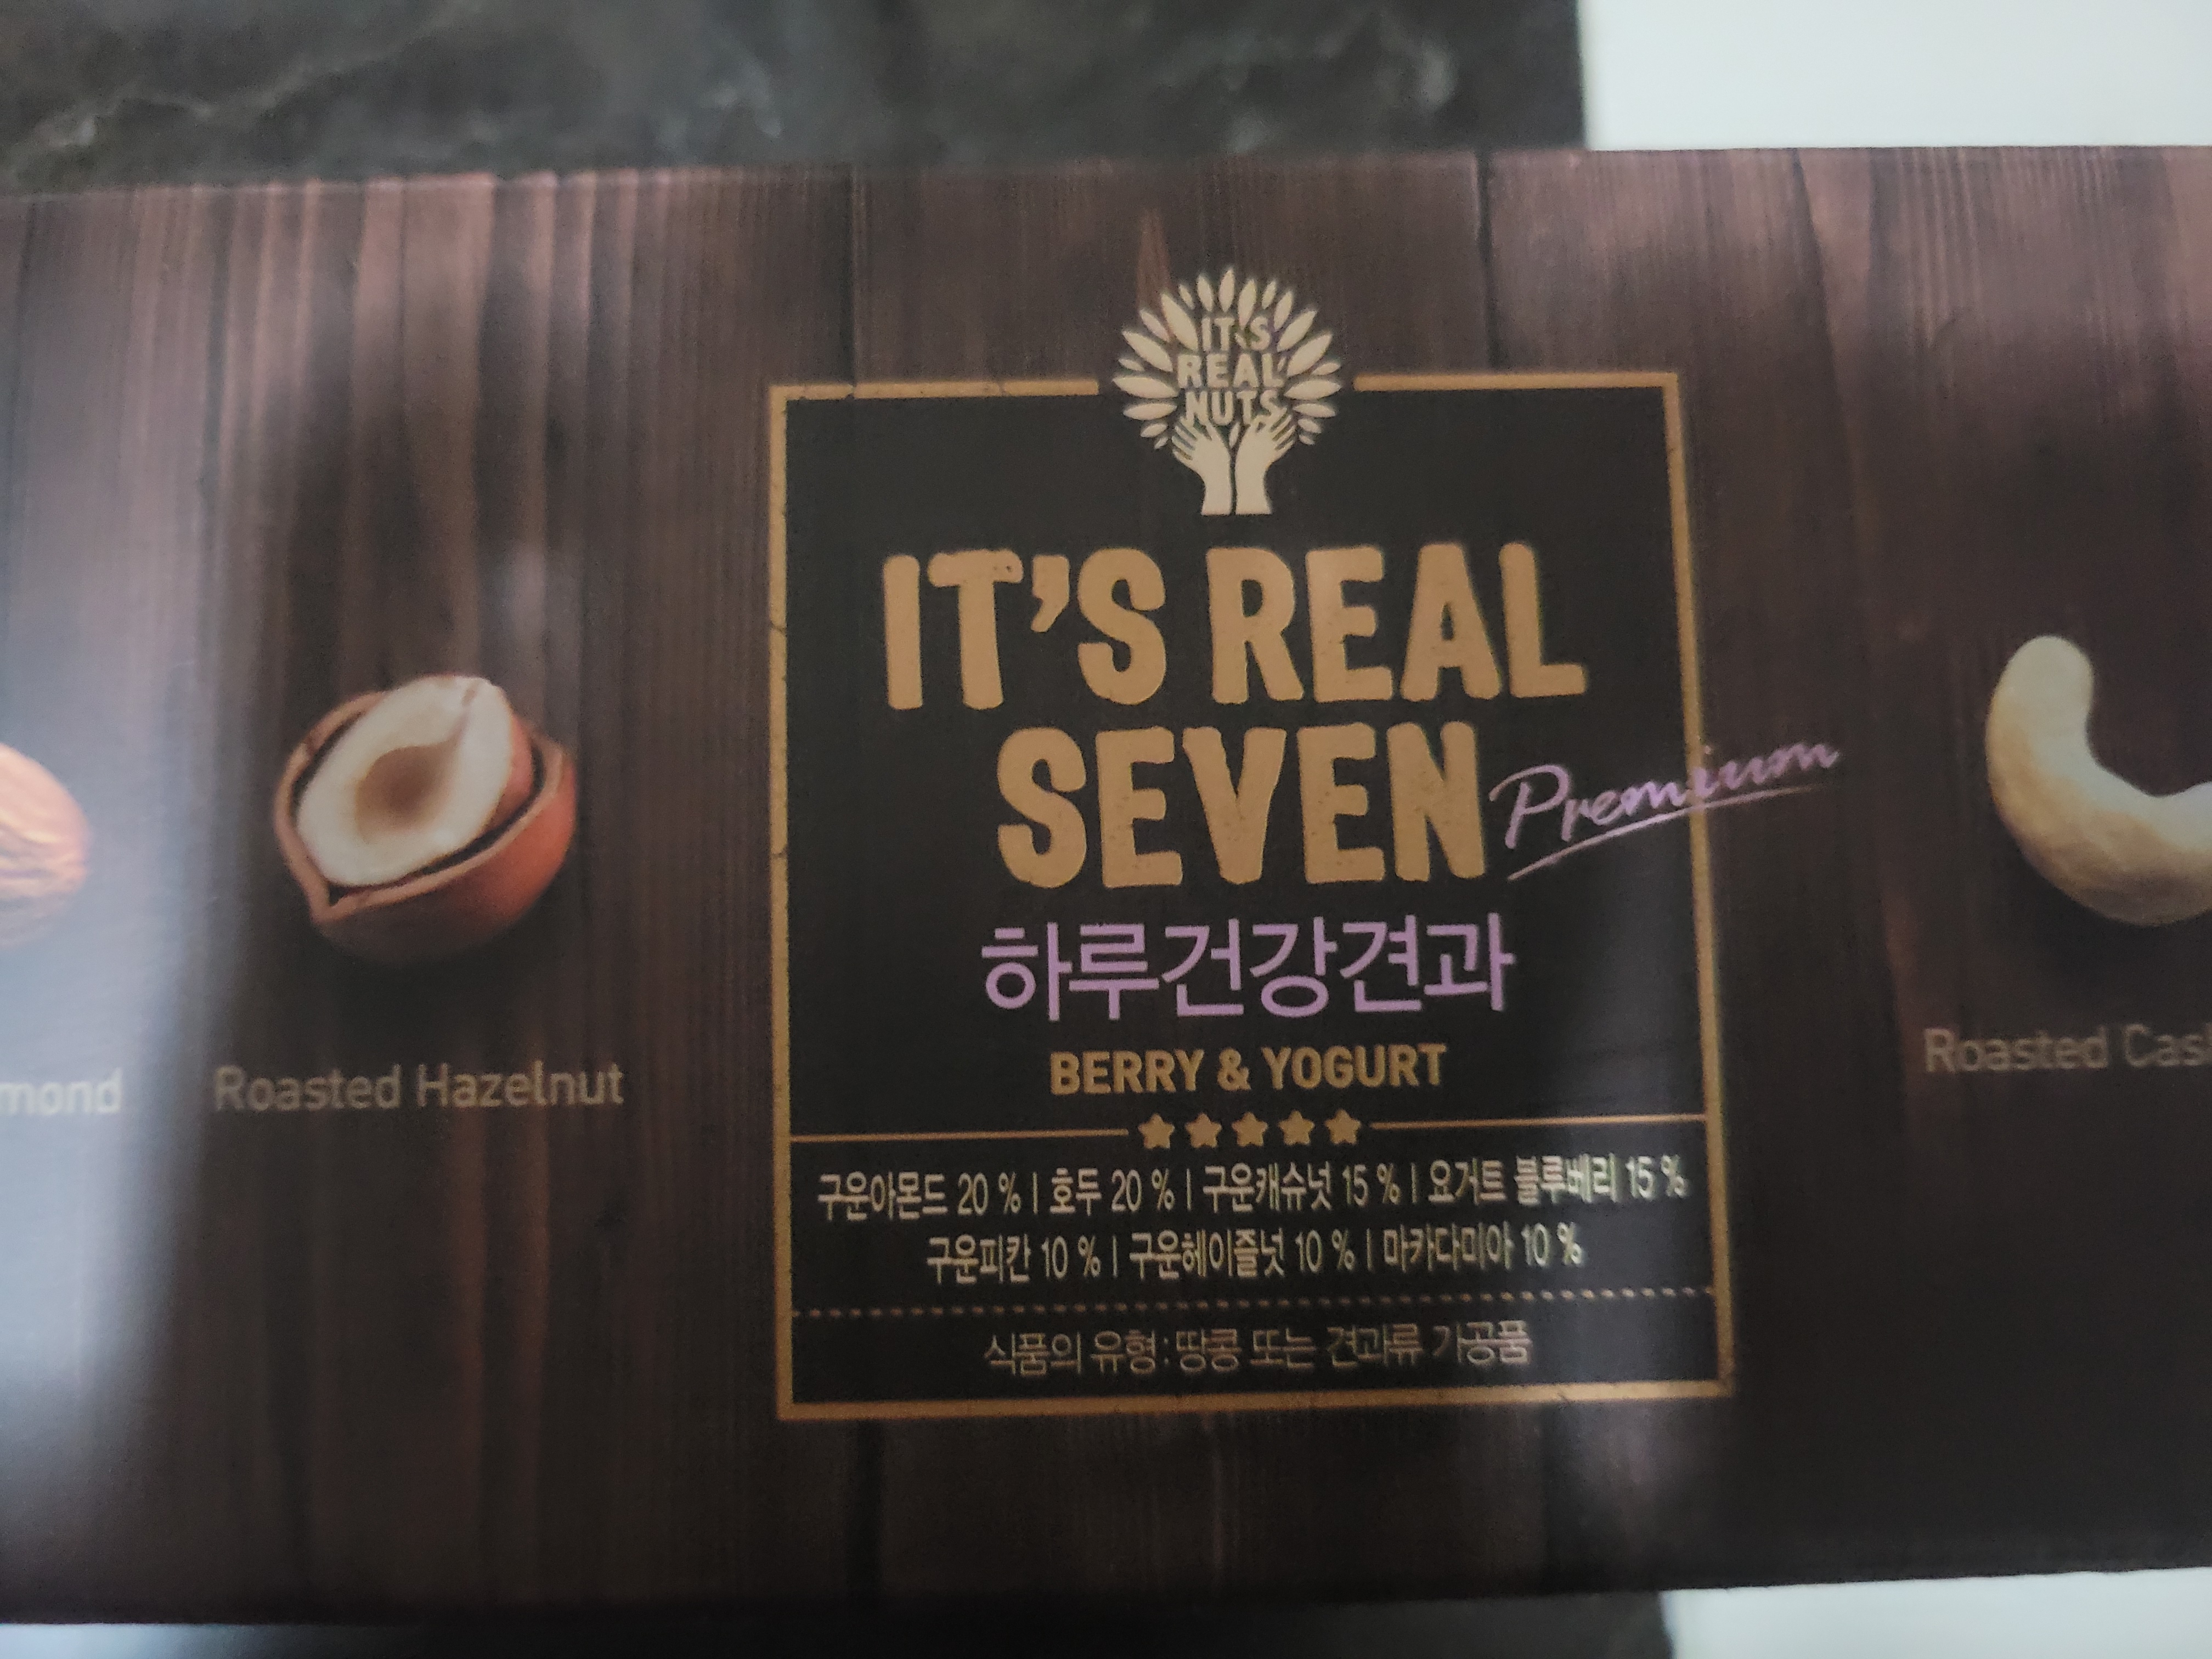 IT'S
REAL
NUTS
IT'S REAL
SEVEN Premium
하루건강견과
BERRY & YOGURT
구운아몬드 20 % | 호두 20 % | 구운캐슈넛 15 % | 요거트 블루베리 15 %
구운피칸 10 % | 구운헤이즐넛 10 % | 마카다미아 10 %
식품의 유형:땅콩 또는 견과류 가공품
mond
Roasted Hazelnut
Roasted Cas